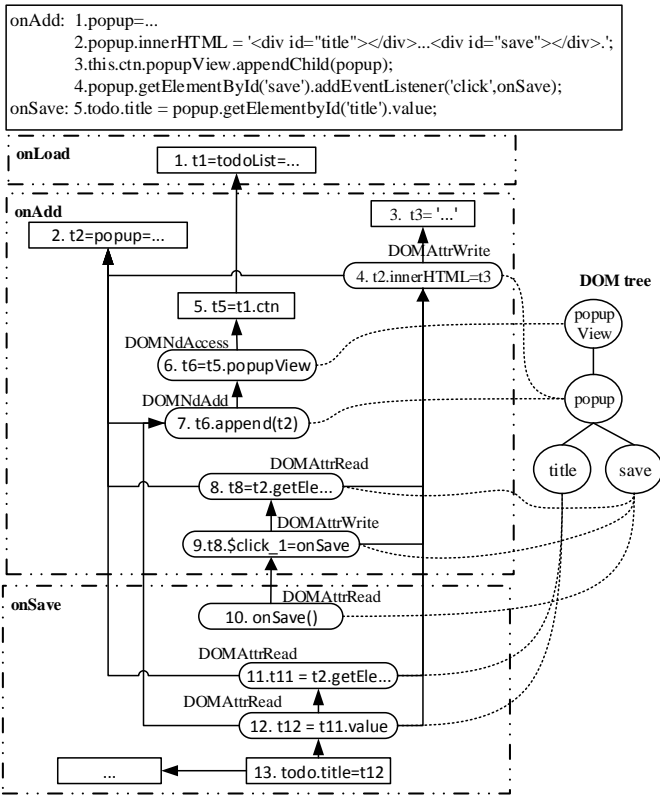 onAdd: 1.popup=...
2.popup.innerHTML = '<div id="title"></div>...<div id="save"></div>.';
3.this.ctn.popupView.appendChild(popup);
4.popup.getElementById('save').addEventListener('click',onSave);
onSave: 5.todo.title = popup.getElementbyId('title').value;
onLoad
1. t1=todoList=...
onAdd
2. t2=popup=...
3. t3= '...'
DOMAttrWrite
4. t2.innerHTML=t3
DOM tree
5. t5=t1.ctn
popup
View
DOMNdAccess
6. t6=t5.popupView
DOMNdAdd
popup
7. t6.append(t2)
DOMAttrRead
title
save
8. t8=t2.getEle...
DOMAttrWrite
9.t8.$click_1=onSave
onSave
DOMAttrRead
10. onSave()
DOMAttrRead
11.t11 = t2.getEle...
DOMAttrRead
12. t12 = t11.value
...
13. todo.title=t12